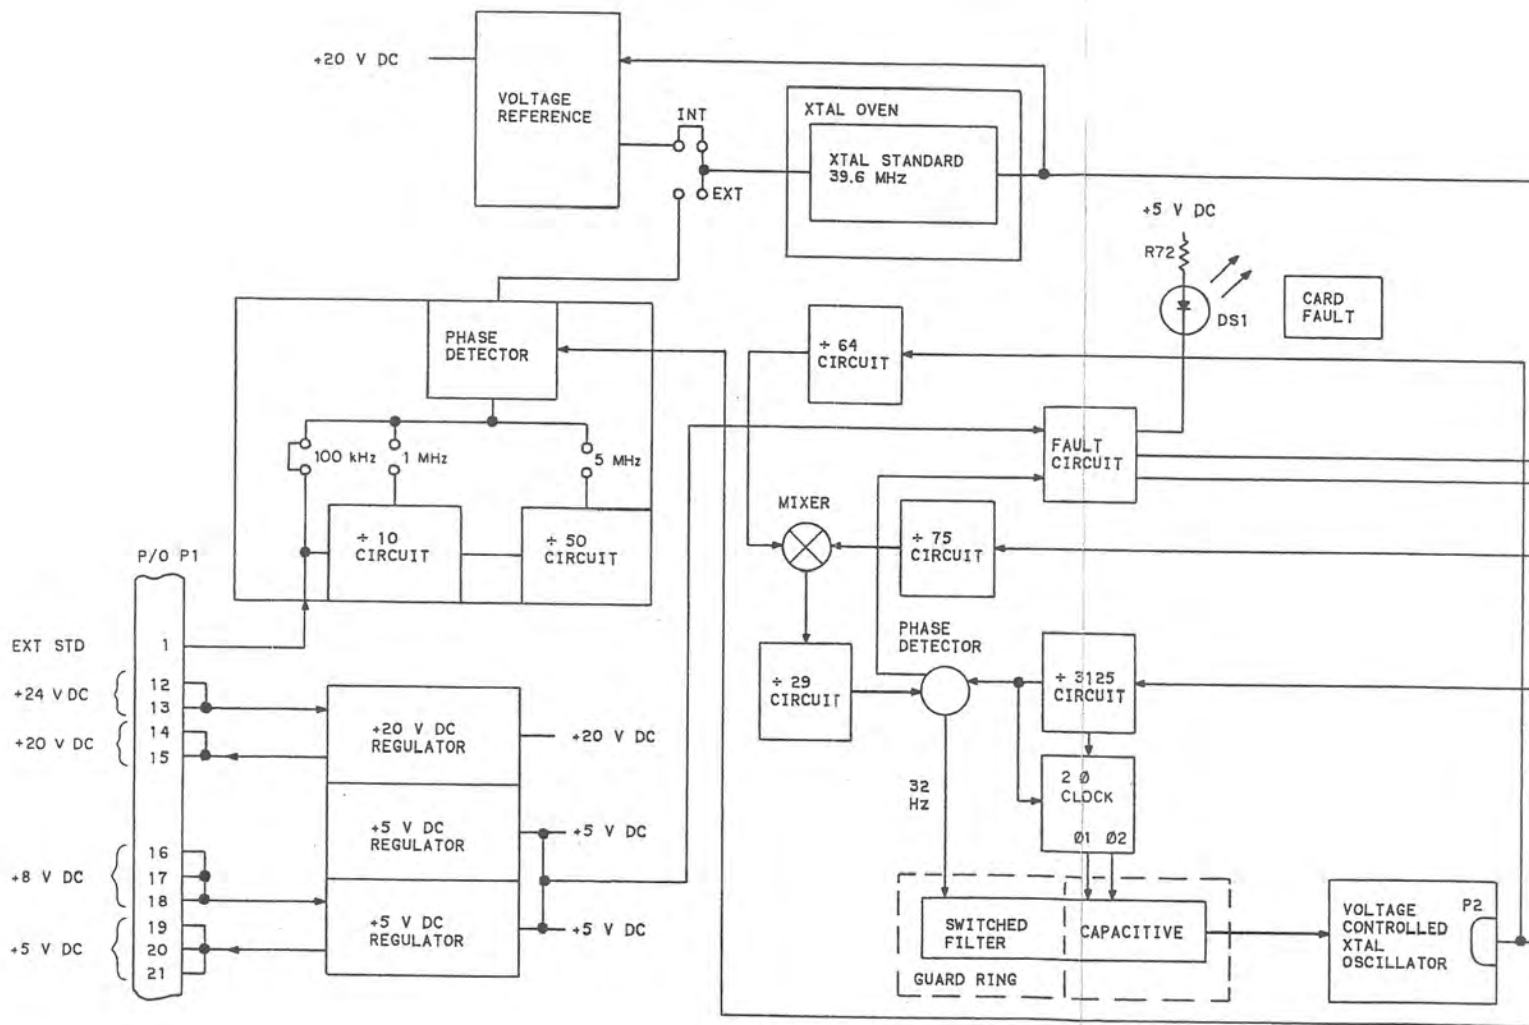 +20 V DC
VOLTAGE
REFERENCE
INT
EXT
XTAL OVEN
XTAL STANDARD
39.6 MHz
+5 V DC
R72
DS1
CARD
FAULT
PHASE
DETECTOR
÷ 64
CIRCUIT
100 kHz
1 MHz
5 MHz
FAULT
CIRCUIT
MIXER
÷ 10
CIRCUIT
÷ 50
CIRCUIT
÷ 75
CIRCUIT
P/O P1
EXT STD
1
PHASE
DETECTOR
÷ 29
CIRCUIT
÷ 3125
CIRCUIT
+24 V DC
12
13
+20 V DC
14
15
+20 V DC
REGULATOR
+20 V DC
32
Hz
2 Ø
CLOCK
Ø1 Ø2
+5 V DC
REGULATOR
+5 V DC
+8 V DC
16
17
18
+5 V DC
REGULATOR
+5 V DC
+5 V DC
19
20
21
SWITCHED
FILTER
CAPACITIVE
GUARD RING
VOLTAGE
CONTROLLED
XTAL
OSCILLATOR
P2